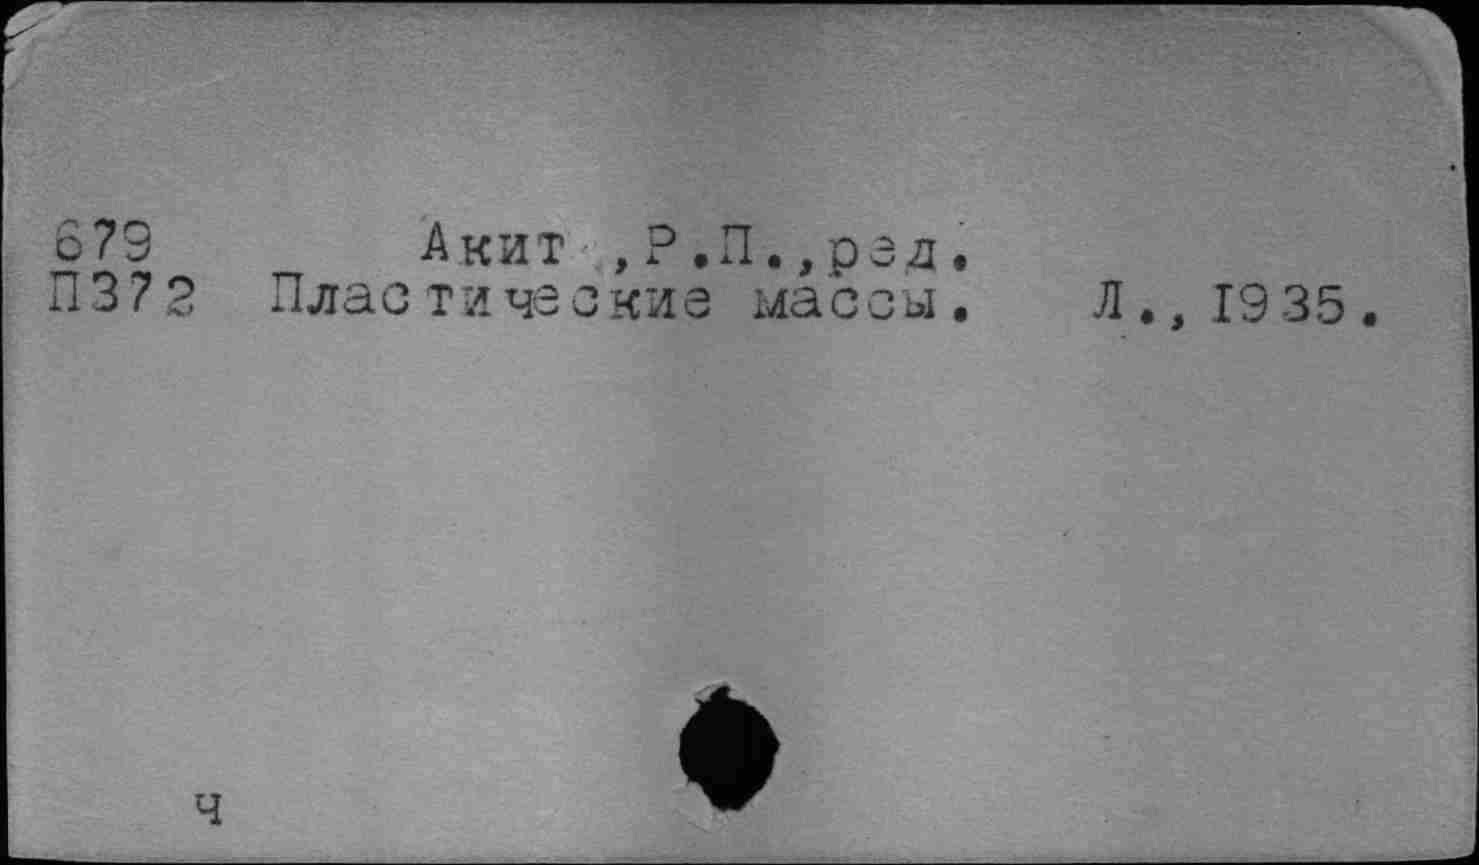 679 Акит ,Р.П.,ред.
П372 Пластические массы. Л., 1935.
ч